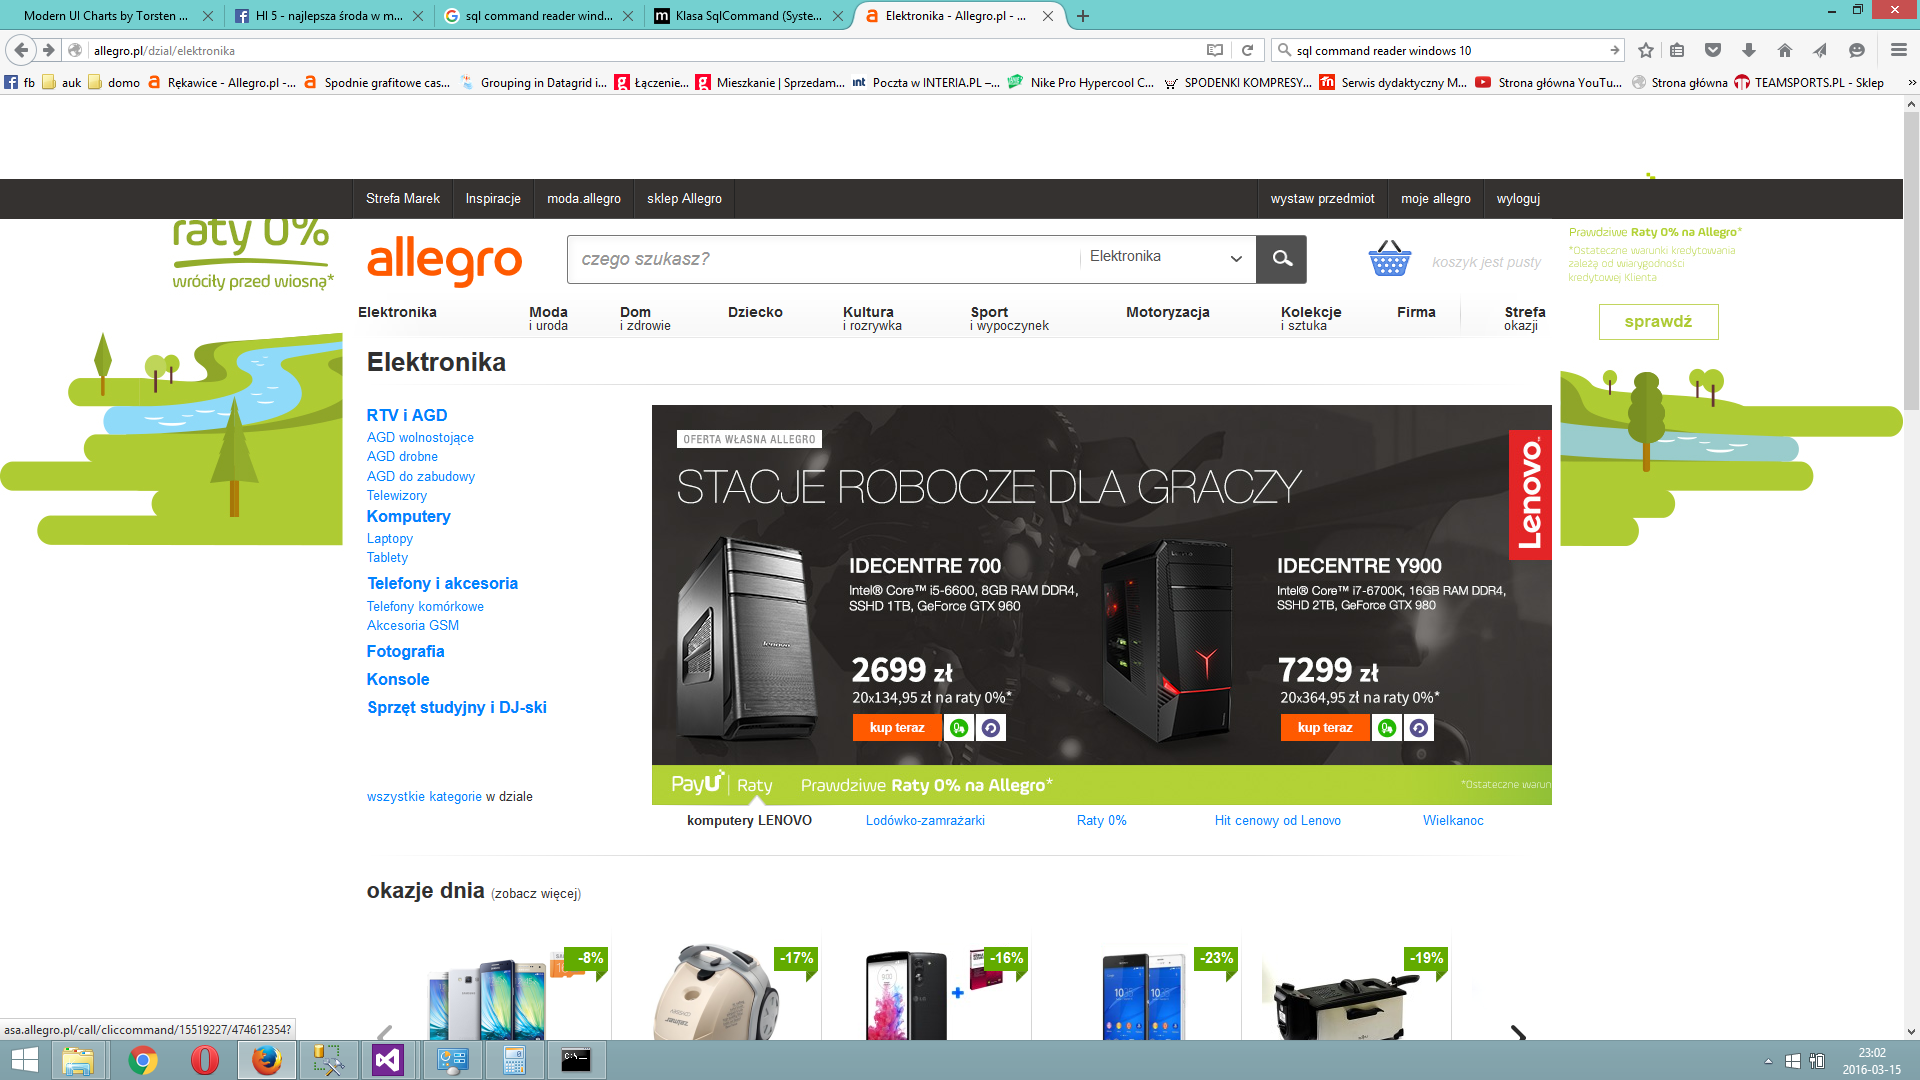 Modern UI Charts by Torsten ...
HI 5 - najlepsza środa w m...
sql command reader wind...
Klasa SqlCommand (Syste...
Elektronika - Allegro.pl - ...
allegro.pl/dzial/elektronika
sql command reader windows 10
fb
auk
domo
Rękawice - Allegro.pl -...
Spodnie grafitowe cas...
Grouping in Datagrid i...
Łączenie...
Mieszkanie | Sprzedam...
int Poczta w INTERIA.PL –...
Nike Pro Hypercool C...
SPODENKI KOMPRESY...
Serwis dydaktyczny M...
Strona główna YouTu...
Strona główna
TEAMSPORTS.PL - Sklep
Strefa Marek
Inspiracje
moda.allegro
sklep Allegro
wystaw przedmiot
moje allegro
wyloguj
raty 0%
wróciły przed wiosną*
allegro
czego szukasz?
Elektronika
koszyk jest pusty
Prawdziwe Raty 0% na Allegro*
*Ostateczne warunki kredytowania
zależą od wiarygodności
kredytowej Klienta
sprawdź
Elektronika
Moda
i uroda
Dom
i zdrowie
Dziecko
Kultura
i rozrywka
Sport
i wypoczynek
Motoryzacja
Kolekcje
i sztuka
Firma
Strefa
okazji
Elektronika
RTV i AGD
AGD wolnostojące
AGD drobne
AGD do zabudowy
Telewizory
Komputery
Laptopy
Tablety
Telefony i akcesoria
Telefony komórkowe
Akcesoria GSM
Fotografia
Konsole
Sprzęt studyjny i DJ-ski
wszystkie kategorie w dziale
OFERTA WŁASNA ALLEGRO
STACJE ROBOCZE DLA GRACZY
Lenovo
IDECENTRE 700
Intel® Core™ i5-6600, 8GB RAM DDR4,
SSHD 1TB, GeForce GTX 960
2699 zł
20x134,95 zł na raty 0%*
kup teraz
IDECENTRE Y900
Intel® Core™ i7-6700K, 16GB RAM DDR4,
SSHD 2TB, GeForce GTX 980
7299 zł
20x364,95 zł na raty 0%*
kup teraz
PayU Raty
Prawdziwe Raty 0% na Allegro*
*Ostateczne warun
komputery LENOVO
Lodówko-zamrażarki
Raty 0%
Hit cenowy od Lenovo
Wielkanoc
okazje dnia (zobacz więcej)
-8%
-17%
-16%
-23%
-19%
asa.allegro.pl/call/cliccommand/15519227/474612354?
23:02
2016-03-15